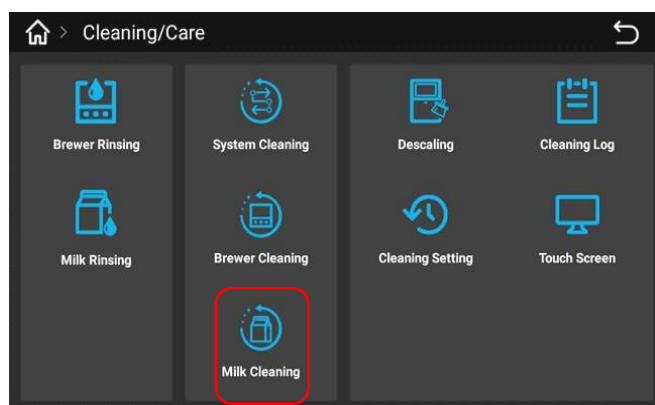 > Cleaning/Care
Brewer Rinsing
System Cleaning
Descaling
Cleaning Log
Milk Rinsing
Brewer Cleaning
Cleaning Setting
Touch Screen
Milk Cleaning